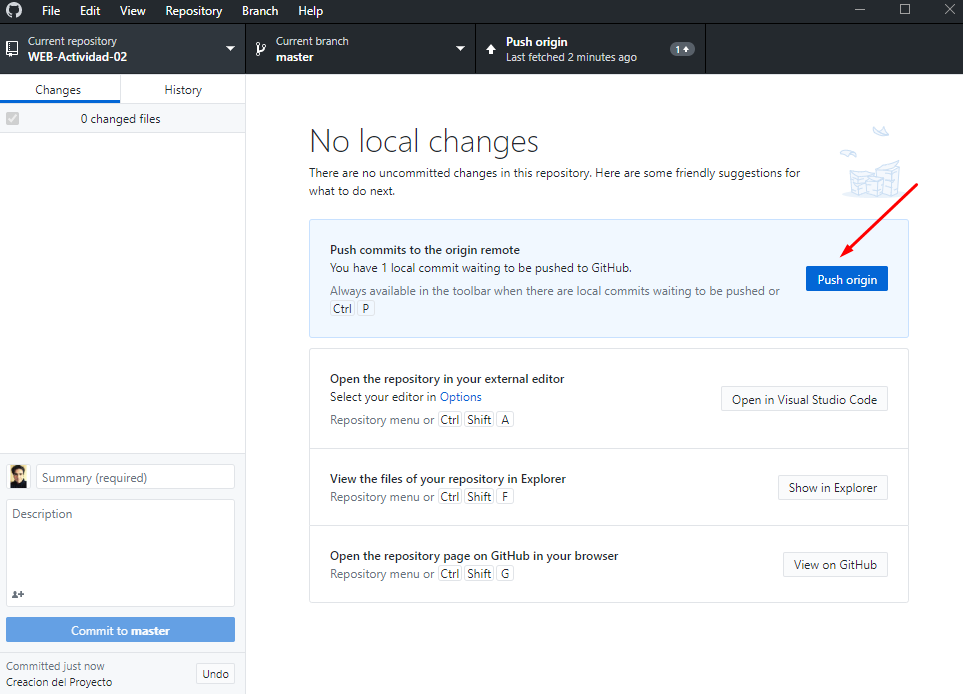 File Edit View Repository Branch Help
Current repository
WEB-Actividad-02
Current branch
master
Push origin
Last fetched 2 minutes ago
1
Changes History
0 changed files
No local changes
There are no uncommitted changes in this repository. Here are some friendly suggestions for
what to do next.
Push commits to the origin remote
You have 1 local commit waiting to be pushed to GitHub.
Always available in the toolbar when there are local commits waiting to be pushed or
Ctrl P
Push origin
Open the repository in your external editor
Select your editor in Options
Repository menu or Ctrl Shift A
Open in Visual Studio Code
View the files of your repository in Explorer
Repository menu or Ctrl Shift F
Show in Explorer
Open the repository page on GitHub in your browser
Repository menu or Ctrl Shift G
View on GitHub
Summary (required)
Description
Commit to master
Committed just now
Creacion del Proyecto
Undo